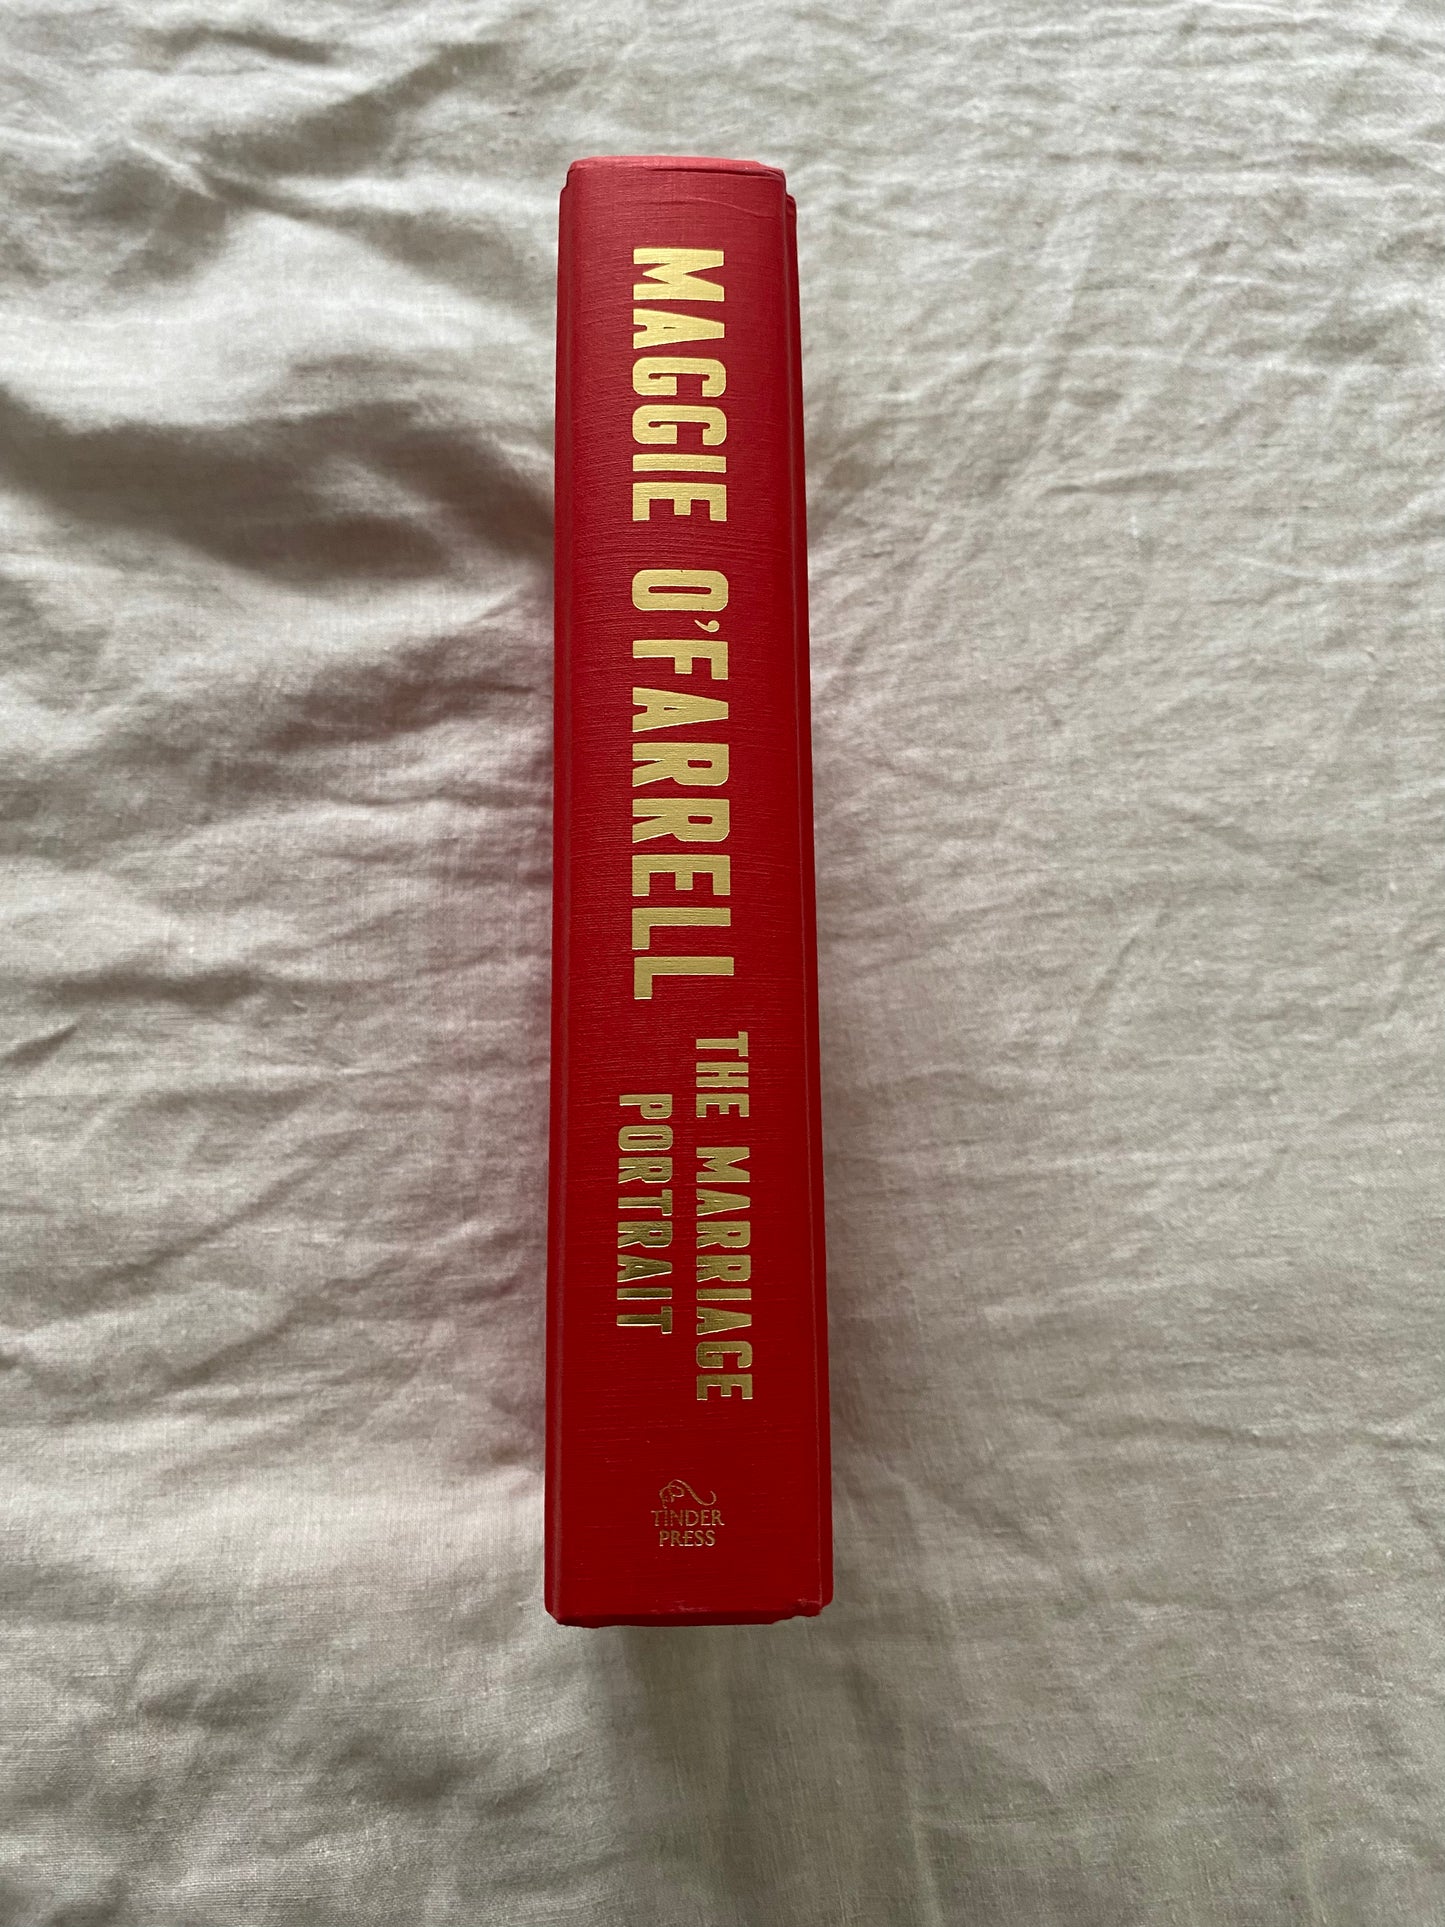 MAGGIE O'FARRELL
THE MARRIAGE
PORTRAIT
TINDER
PRESS